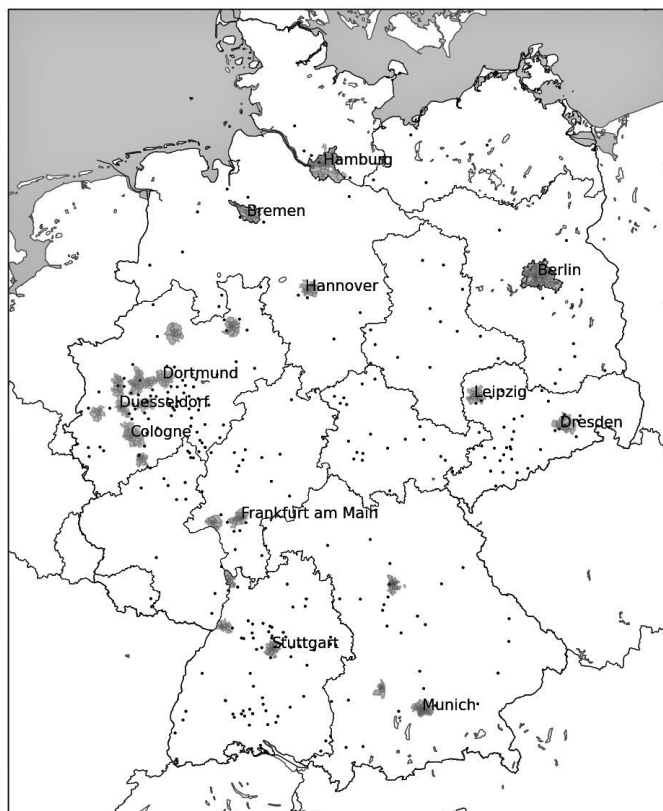 Hamburg
Bremen
Berlin
Hannover
Dortmund
Leipzig
Duesseldorf
Dresden
Cologne
Frankfurt am Main
Stuttgart
Munich